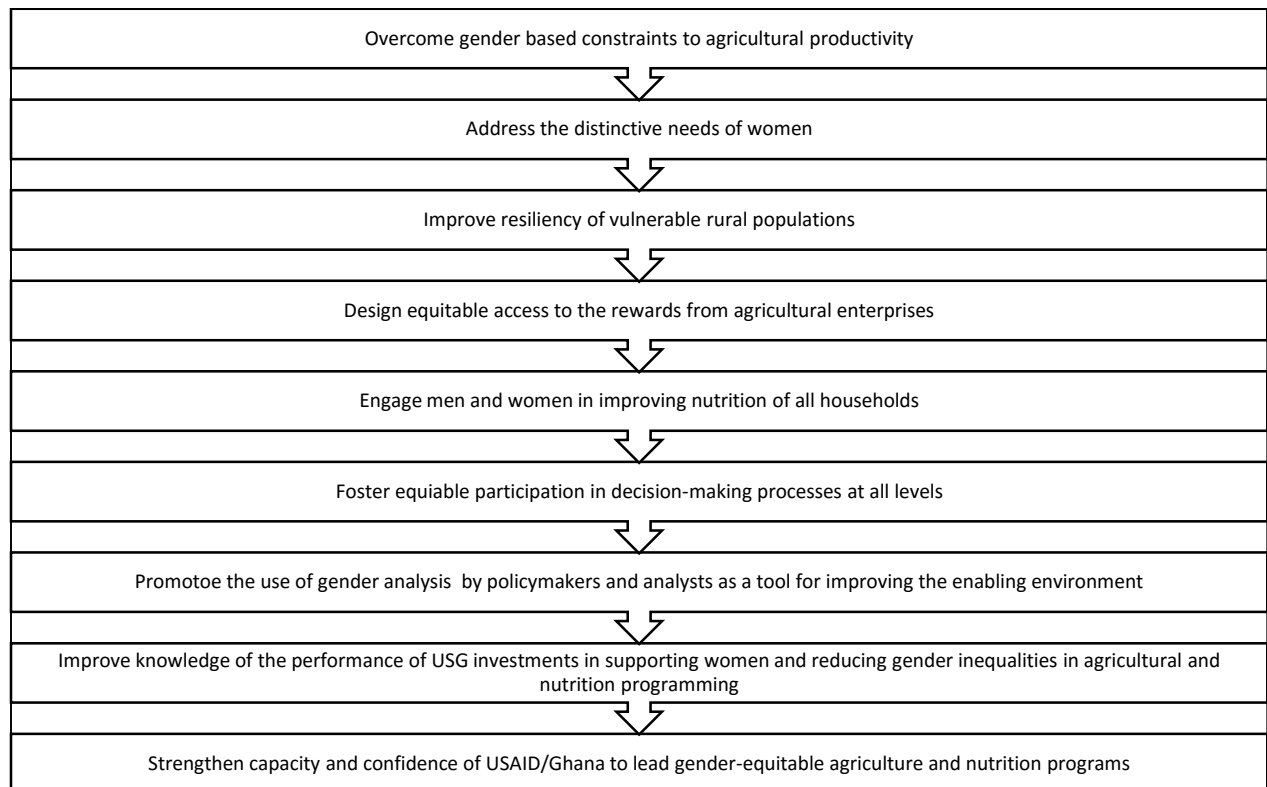 Overcome gender based constraints to agricultural productivity
Address the distinctive needs of women
Improve resiliency of vulnerable rural populations
Design equitable access to the rewards from agricultural enterprises
Engage men and women in improving nutrition of all households
Foster equiable participation in decision-making processes at all levels
Promotoe the use of gender analysis  by policymakers and analysts as a tool for improving the enabling environment
Improve knowledge of the performance of USG investments in supporting women and reducing gender inequalities in agricultural and
nutrition programming
Strengthen capacity and confidence of USAID/Ghana to lead gender-equitable agriculture and nutrition programs